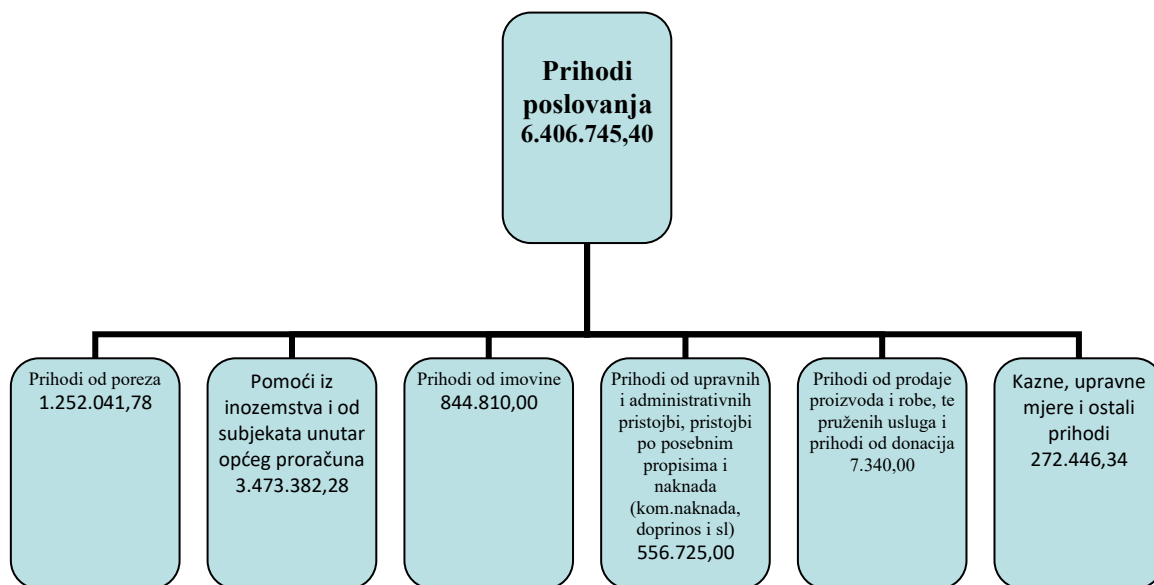 Prihodi
poslovanja
6.406.745,40
Prihodi od poreza
1.252.041,78
Pomoći iz
inozemstva i od
subjekata unutar
općeg proračuna
3.473.382,28
Prihodi od imovine
844.810,00
Prihodi od upravnih
i administrativnih
pristojbi, pristojbi
po posebnim
propisima i
naknada
(kom.naknada,
doprinos i sl)
556.725,00
Prihodi od prodaje
proizvoda i robe, te
pruženih usluga i
prihodi od donacija
7.340,00
Kazne, upravne
mjere i ostali
prihodi
272.446,34